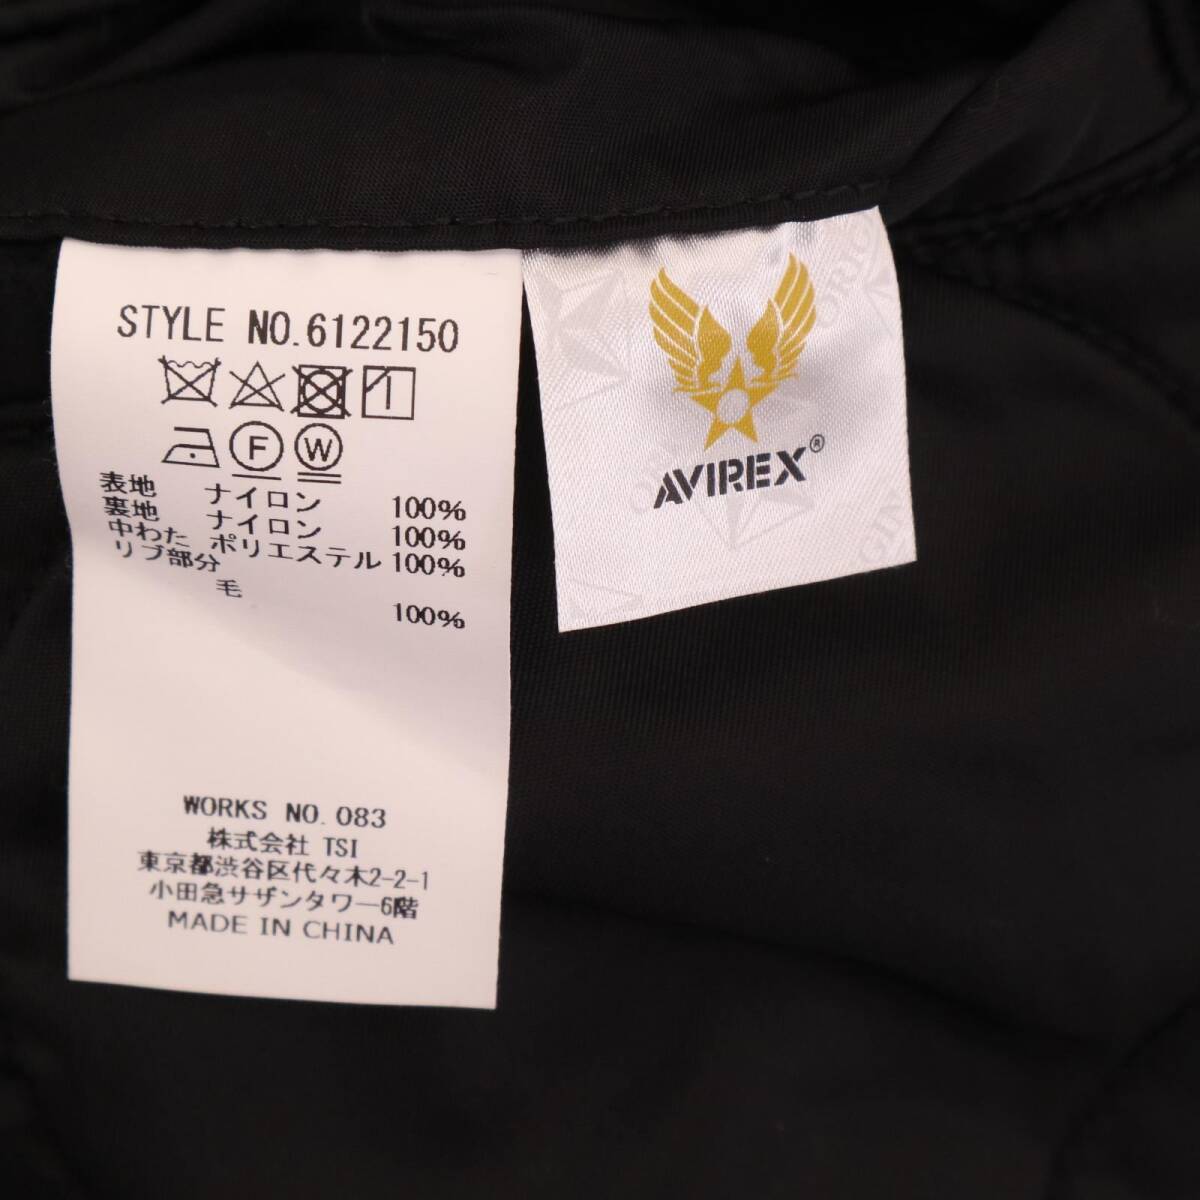 STYLE NO.6122150
F W
表地 ナイロン 100%
裏地 ナイロン 100%
中わた ポリエステル 100%
リブ部分
毛
100%
WORKS NO. 083
株式会社 TSI
東京都渋谷区代々木2-2-1
小田急サザンタワー6階
MADE IN CHINA
AVIREX®